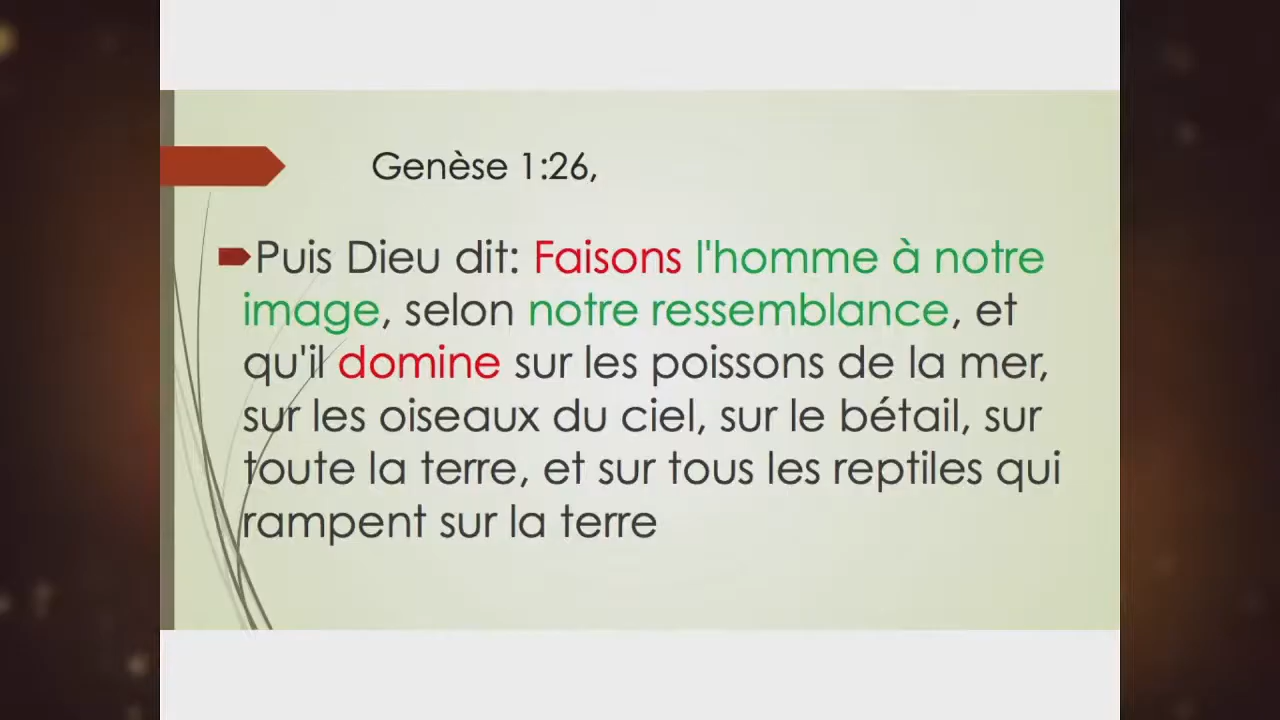 Genèse 1:26,
Puis Dieu dit: Faisons l'homme à notre
image, selon notre ressemblance, et
qu'il domine sur les poissons de la mer,
sur les oiseaux du ciel, sur le bétail, sur
toute la terre, et sur tous les reptiles qui
rampent sur la terre